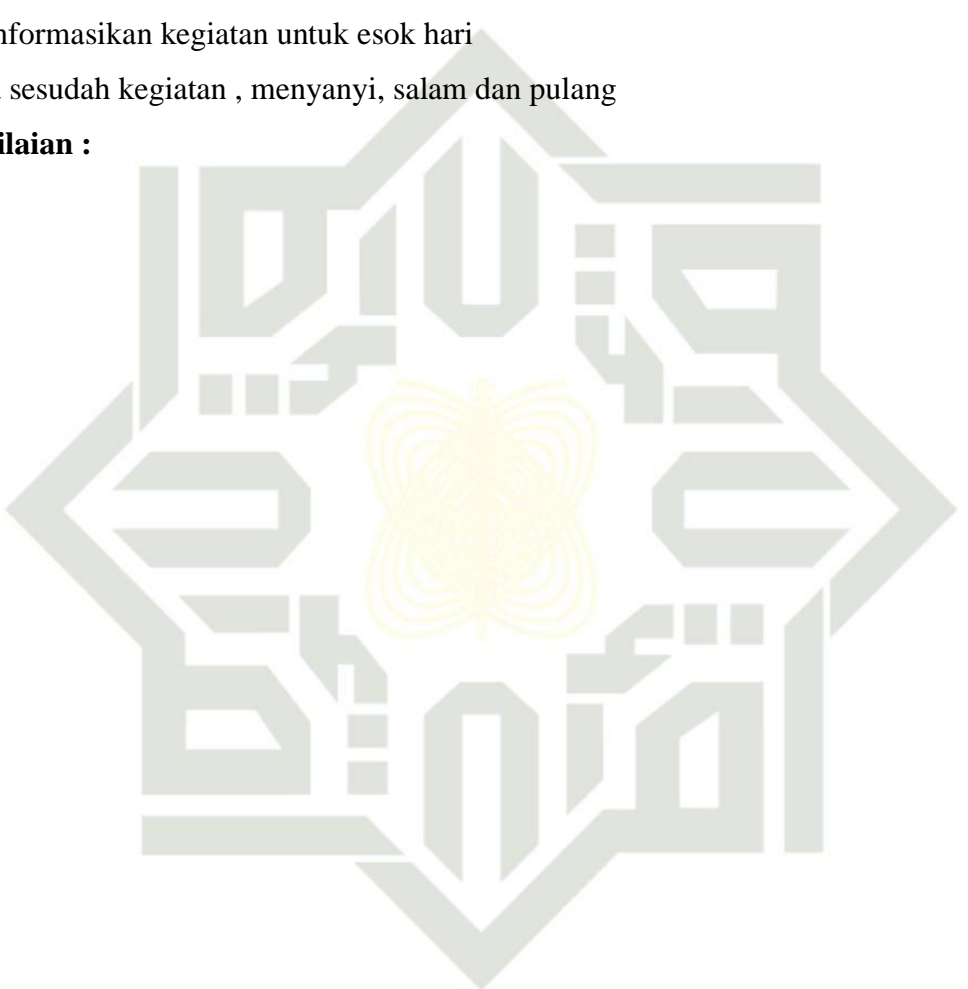 nformasikan kegiatan untuk esok hari
sesudah kegiatan , menyanyi, salam dan pulang
ilaian :